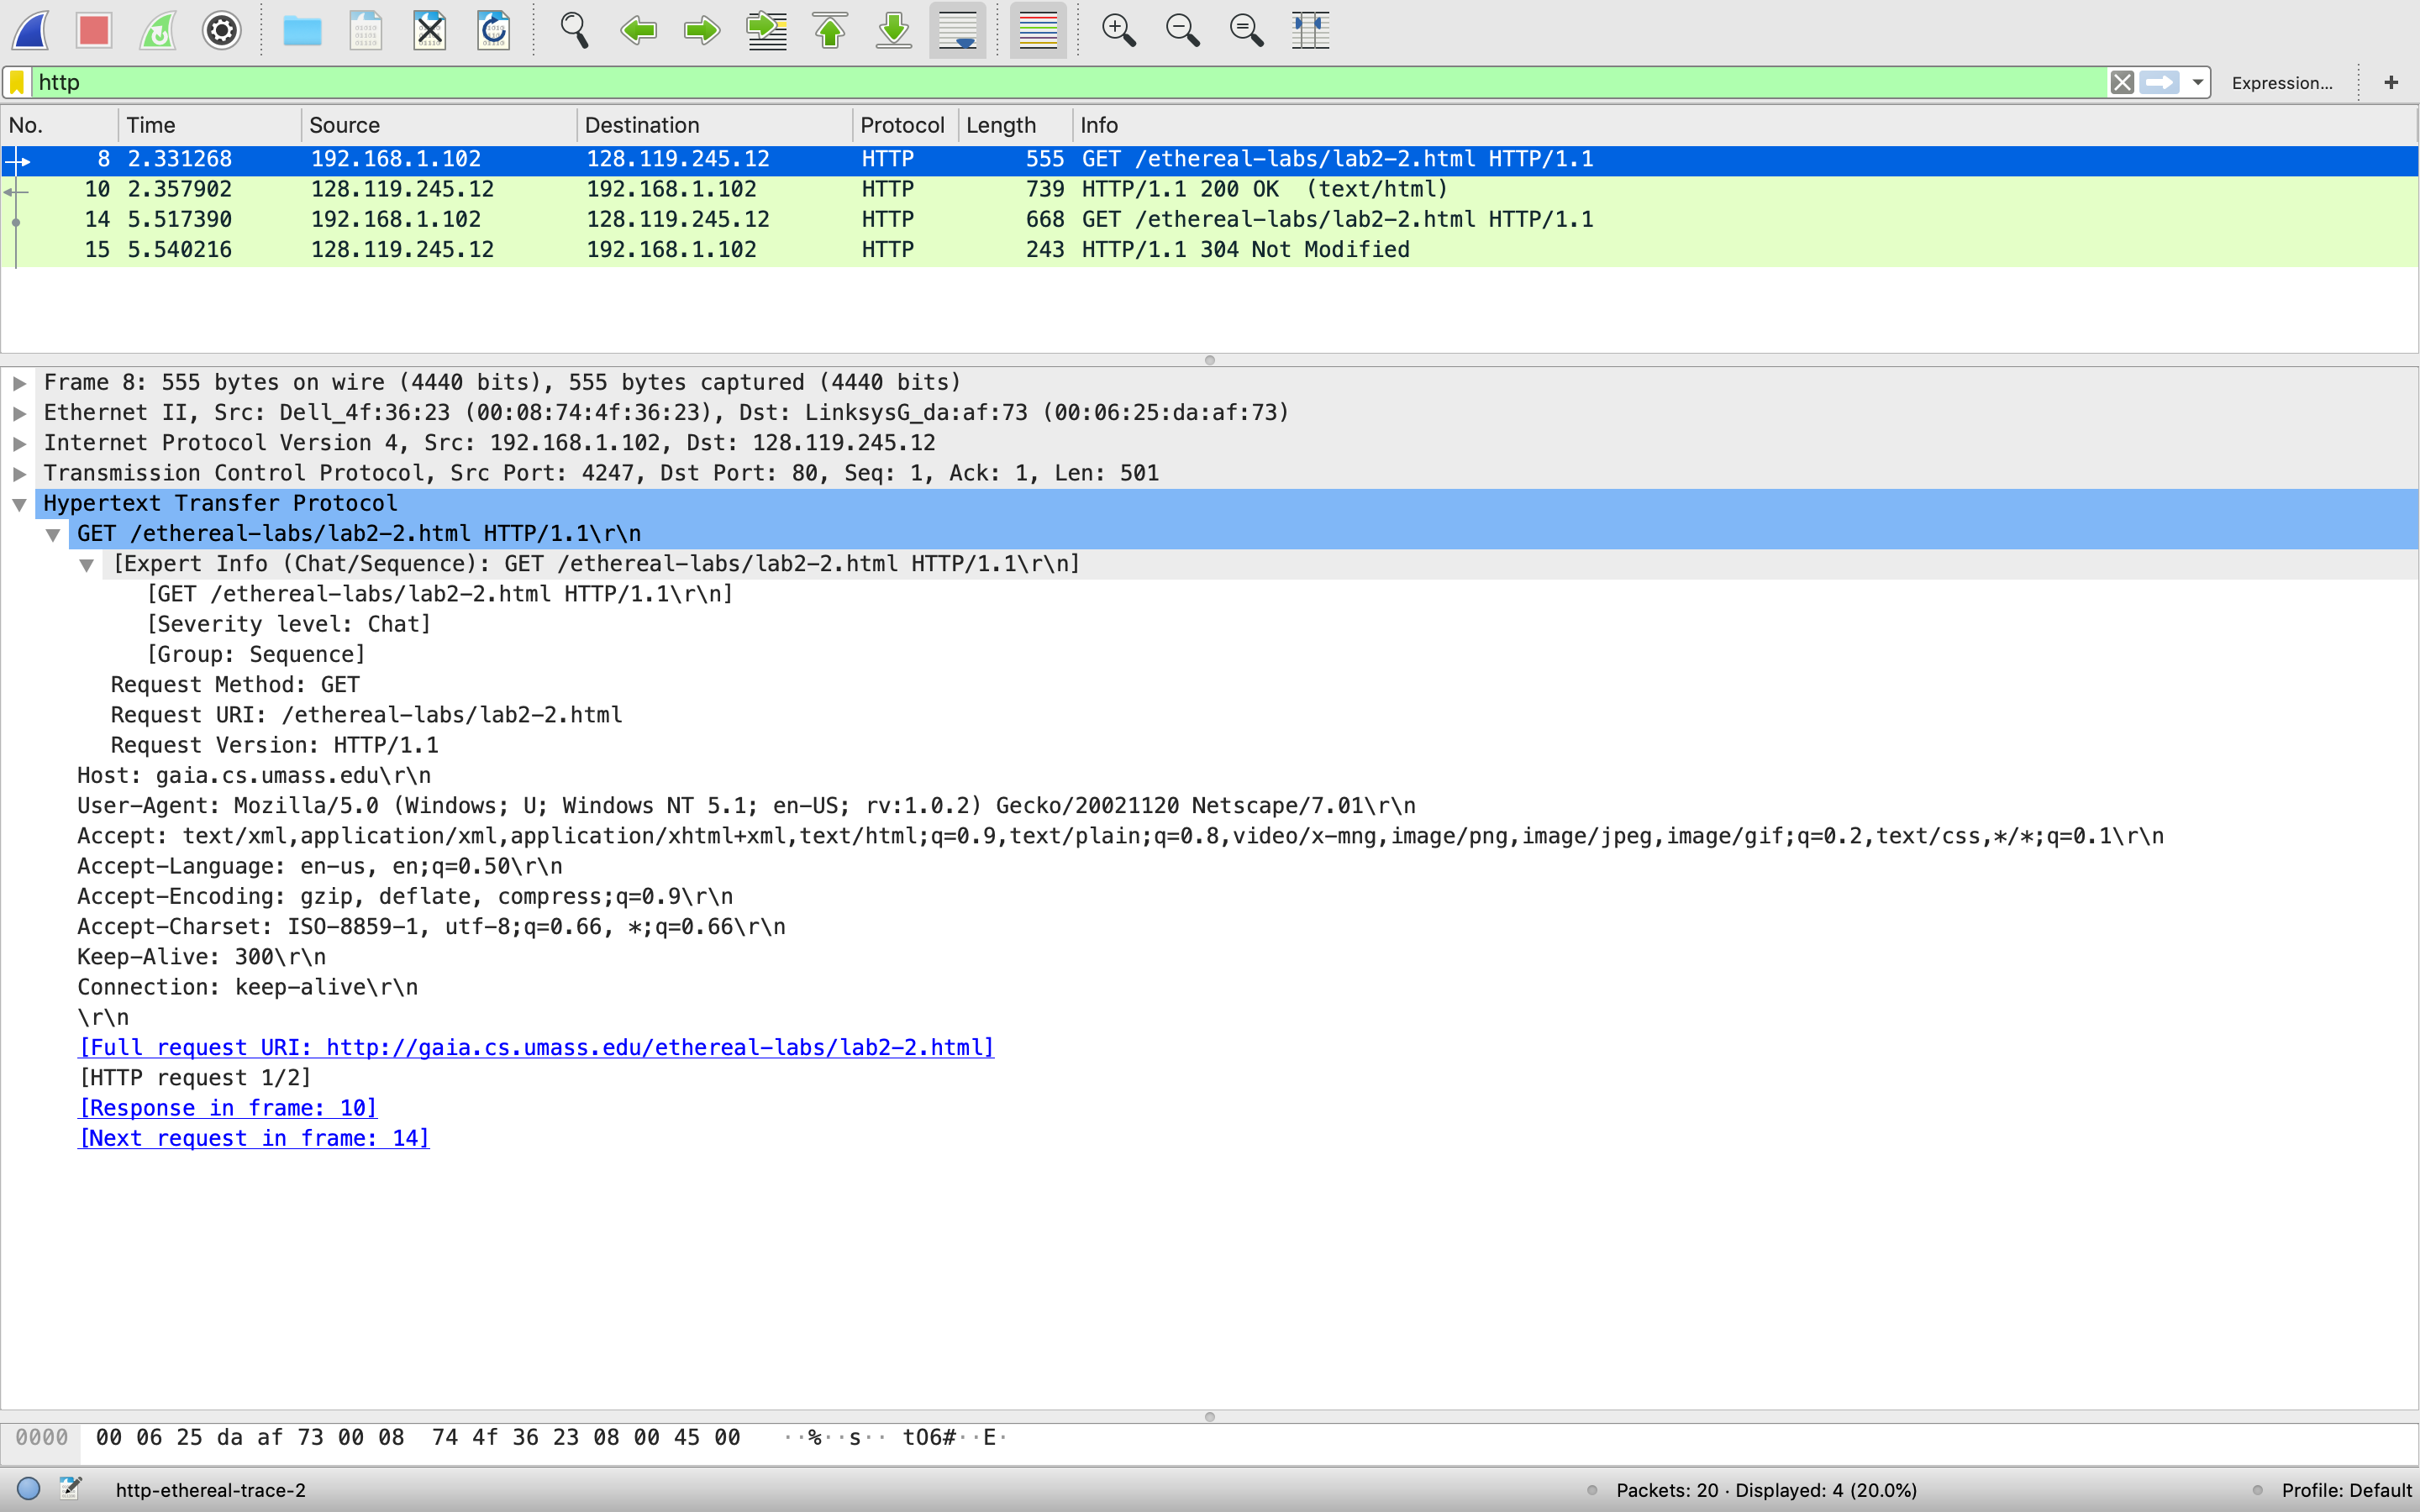 http
Expression... +
No. Time Source Destination Protocol Length Info
8 2.331268 192.168.1.102 128.119.245.12 HTTP 555 GET /ethereal-labs/lab2-2.html HTTP/1.1
10 2.357902 128.119.245.12 192.168.1.102 HTTP 739 HTTP/1.1 200 OK (text/html)
14 5.517390 192.168.1.102 128.119.245.12 HTTP 668 GET /ethereal-labs/lab2-2.html HTTP/1.1
15 5.540216 128.119.245.12 192.168.1.102 HTTP 243 HTTP/1.1 304 Not Modified
Frame 8: 555 bytes on wire (4440 bits), 555 bytes captured (4440 bits)
Ethernet II, Src: Dell_4f:36:23 (00:08:74:4f:36:23), Dst: LinksysG_da:af:73 (00:06:25:da:af:73)
Internet Protocol Version 4, Src: 192.168.1.102, Dst: 128.119.245.12
Transmission Control Protocol, Src Port: 4247, Dst Port: 80, Seq: 1, Ack: 1, Len: 501
Hypertext Transfer Protocol
GET /ethereal-labs/lab2-2.html HTTP/1.1\r\n
[Expert Info (Chat/Sequence): GET /ethereal-labs/lab2-2.html HTTP/1.1\r\n]
[GET /ethereal-labs/lab2-2.html HTTP/1.1\r\n]
[Severity level: Chat]
[Group: Sequence]
Request Method: GET
Request URI: /ethereal-labs/lab2-2.html
Request Version: HTTP/1.1
Host: gaia.cs.umass.edu\r\n
User-Agent: Mozilla/5.0 (Windows; U; Windows NT 5.1; en-US; rv:1.0.2) Gecko/20021120 Netscape/7.01\r\n
Accept: text/xml,application/xml,application/xhtml+xml,text/html;q=0.9,text/plain;q=0.8,video/x-mng,image/png,image/jpeg,image/gif;q=0.2,text/css,*/*;q=0.1\r\n
Accept-Language: en-us, en;q=0.50\r\n
Accept-Encoding: gzip, deflate, compress;q=0.9\r\n
Accept-Charset: ISO-8859-1, utf-8;q=0.66, *;q=0.66\r\n
Keep-Alive: 300\r\n
Connection: keep-alive\r\n
\r\n
[Full request URI: http://gaia.cs.umass.edu/ethereal-labs/lab2-2.html]
[HTTP request 1/2]
[Response in frame: 10]
[Next request in frame: 14]
0000 00 06 25 da af 73 00 08 74 4f 36 23 08 00 45 00 ··%··s·· tO6#··E·
http-ethereal-trace-2 Packets: 20 · Displayed: 4 (20.0%) Profile: Default